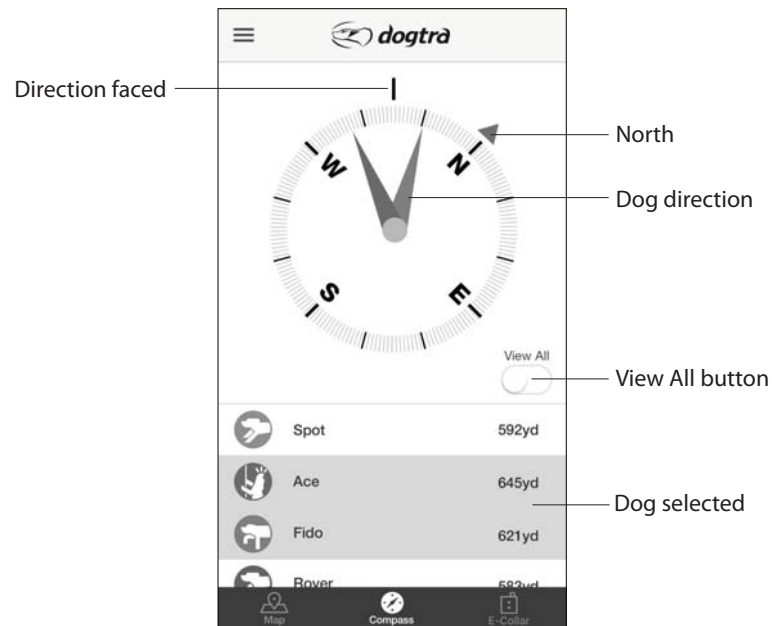 dogtra
Direction faced
North
W
N
Dog direction
S
E
View All
View All button
Spot 592yd
Ace 645yd
Dog selected
Fido 621yd
Rover 583yd
Map Compass E-Collar